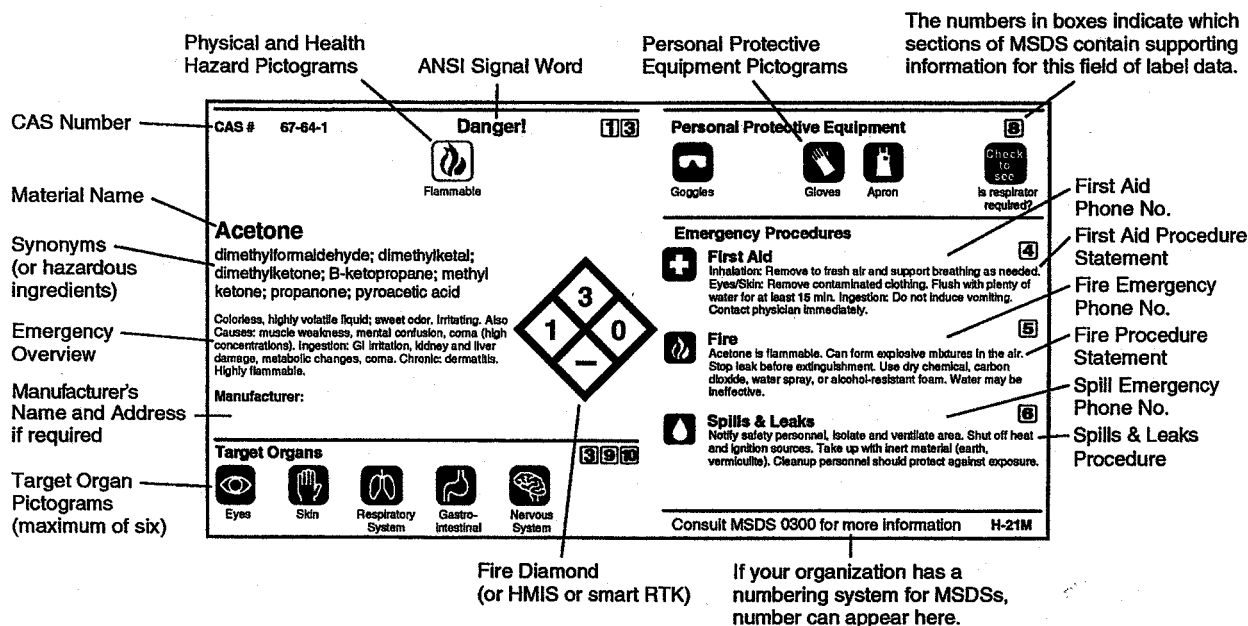 Physical and Health
Hazard Pictograms
ANSI Signal Word
Personal Protective
Equipment Pictograms
The numbers in boxes indicate which
sections of MSDS contain supporting
information for this field of label data.
CAS Number
Material Name
Synonyms
(or hazardous
ingredients)
Emergency
Overview
Manufacturer's
Name and Address
if required
Target Organ
Pictograms
(maximum of six)
CAS # 67-64-1 Danger! 1 3
Flammable
Acetone
dimethylformaldehyde; dimethylketal;
dimethylketone; B-ketopropane; methyl
ketone; propanone; pyroacetic acid
Colorless, highly volatile liquid; sweet odor. Irritating. Also
Causes: muscle weakness, mental confusion, coma (high
concentrations). Ingestion: GI irritation, kidney and liver
damage, metabolic changes, coma. Chronic: dermatitis.
Highly flammable.
Manufacturer:
3
1 0
–
Target Organs 3 9 10
Eyes
Skin
Respiratory
System
Gastro-
intestinal
Nervous
System
Personal Protective Equipment 8
Goggles
Gloves
Apron
Check
to
see
Is respirator
required?
Emergency Procedures
4
First Aid
Inhalation: Remove to fresh air and support breathing as needed.
Eyes/Skin: Remove contaminated clothing. Flush with plenty of
water for at least 15 min. Ingestion: Do not induce vomiting.
Contact physician immediately.
5
Fire
Acetone is flammable. Can form explosive mixtures in the air.
Stop leak before extinguishment. Use dry chemical, carbon
dioxide, water spray, or alcohol-resistant foam. Water may be
ineffective.
6
Spills & Leaks
Notify safety personnel, isolate and ventilate area. Shut off heat
and ignition sources. Take up with inert material (earth,
vermiculite). Cleanup personnel should protect against exposure.
Consult MSDS 0300 for more information H-21M
First Aid
Phone No.
First Aid Procedure
Statement
Fire Emergency
Phone No.
Fire Procedure
Statement
Spill Emergency
Phone No.
Spills & Leaks
Procedure
Fire Diamond
(or HMIS or smart RTK)
If your organization has a
numbering system for MSDSs,
number can appear here.